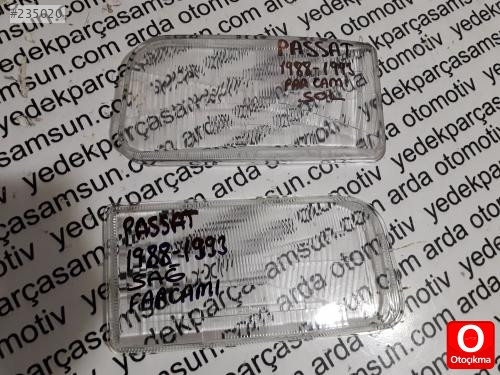 #235020
PASSAT
1988-1993
FAR CAMI
SOL
PASSAT
1988-1993
SAĞ
FARCAMI
yedekparçasamsun.com arda otomotiv
O
Otoçıkma